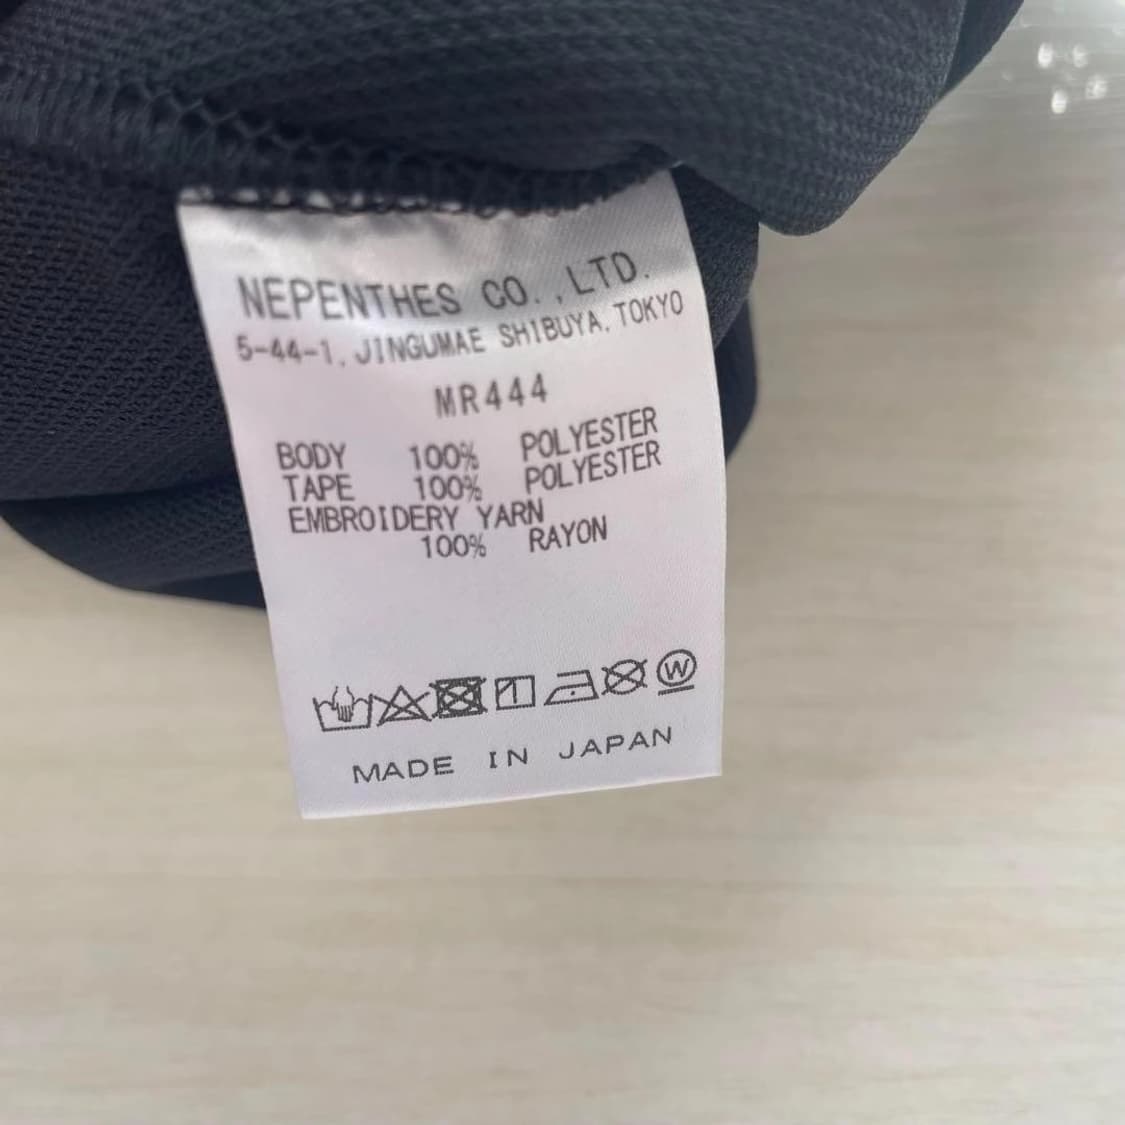 NEPENTHES CO.,LTD.
5-44-1, JINGUMAE SHIBUYA, TOKYO
MR444
BODY 100% POLYESTER
TAPE 100% POLYESTER
EMBROIDERY YARN
100% RAYON
W
MADE IN JAPAN